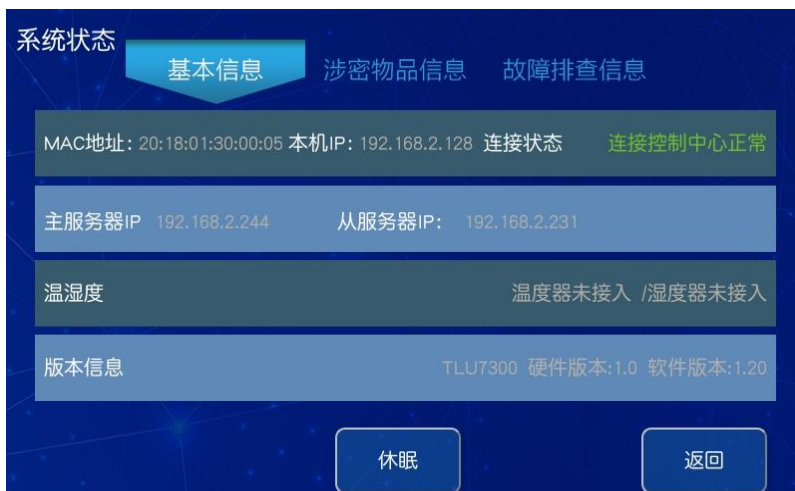 系统状态
基本信息 涉密物品信息 故障排查信息
MAC地址: 20:18:01:30:00:05 本机IP: 192.168.2.128 连接状态 连接控制中心正常
主服务器IP 192.168.2.244 从服务器IP: 192.168.2.231
温湿度 温度器未接入 /湿度器未接入
版本信息 TLU7300 硬件版本:1.0 软件版本:1.20
休眠 返回